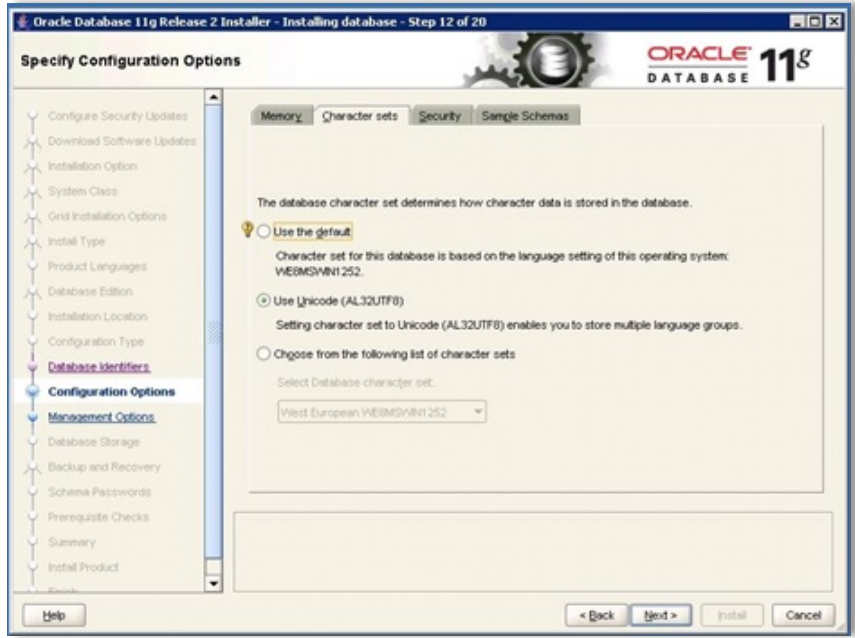 Oracle Database 11g Release 2 Installer - Installing database - Step 12 of 20
Specify Configuration Options
ORACLE
DATABASE
11g
Configure Security Updates
Download Software Updates
Installation Option
System Class
Grid Installation Options
Install Type
Product Languages
Database Edition
Installation Location
Configuration Type
Database Identifiers
Configuration Options
Management Options
Database Storage
Backup and Recovery
Schema Passwords
Prerequisite Checks
Summary
Install Product
Finish
Memory Character sets Security Sample Schemas
The database character set determines how character data is stored in the database.
Use the default
Character set for this database is based on the language setting of this operating system:
WE8MSWIN1252.
Use Unicode (AL32UTF8)
Setting character set to Unicode (AL32UTF8) enables you to store multiple language groups.
Choose from the following list of character sets
Select Database character set:
West European WE8MSWIN1252
Help
< Back Next > Install Cancel